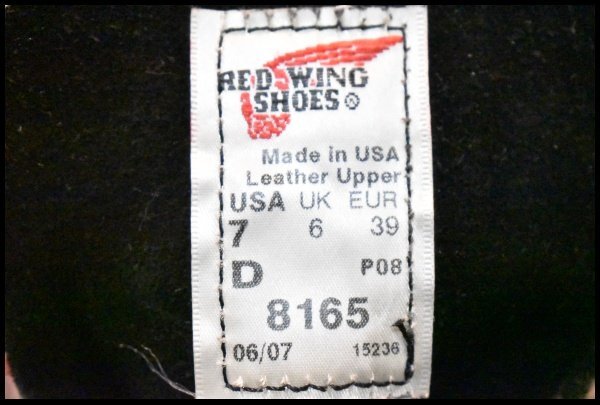 RED WING
SHOES®
Made in USA
Leather Upper
USA UK EUR
7 6 39
D P08
8165
06/07 15236